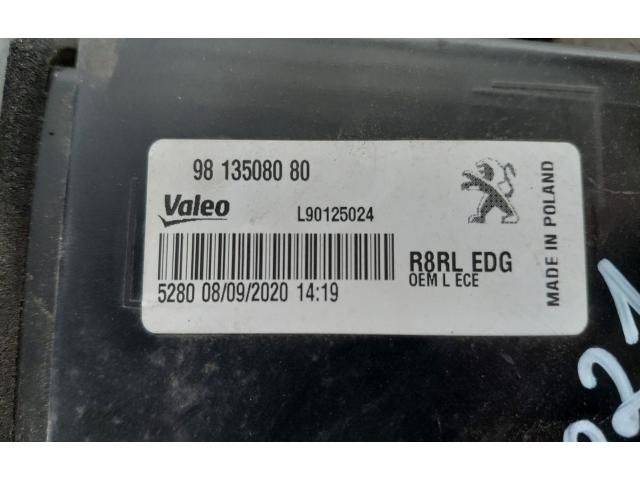 98 135080 80
Valeo
L90125024
R8RL EDG
OEM L ECE
5280 08/09/2020 14:19
MADE IN POLAND